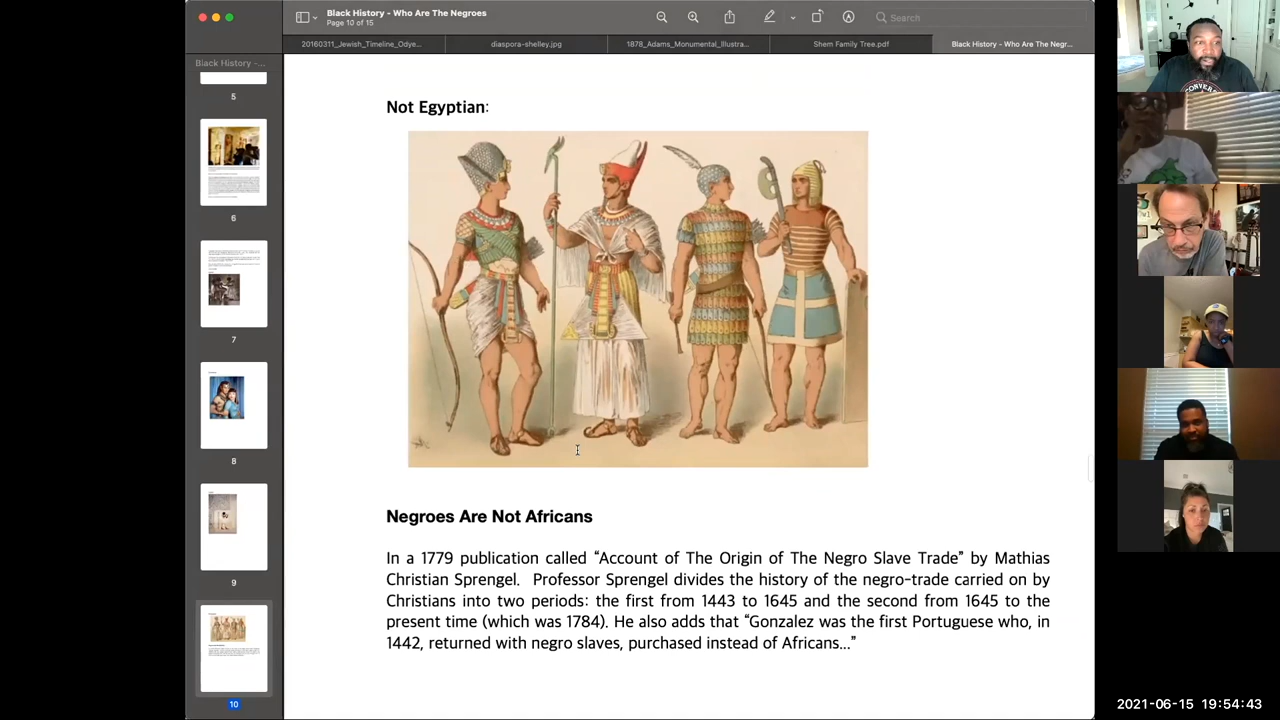 Black History - Who Are The Negroes
Page 10 of 15
Search
20160311_Jewish_Timeline_Odye...
diaspora-shelley.jpg
1878_Adams_Monumental_Illustra...
Shem Family Tree.pdf
Black History - Who Are The Negr...
Black History -...
5
6
7
8
9
10
Not Egyptian:
Negroes Are Not Africans
In a 1779 publication called “Account of The Origin of The Negro Slave Trade” by Mathias
Christian Sprengel. Professor Sprengel divides the history of the negro-trade carried on by
Christians into two periods: the first from 1443 to 1645 and the second from 1645 to the
present time (which was 1784). He also adds that “Gonzalez was the first Portuguese who, in
1442, returned with negro slaves, purchased instead of Africans...”
CONVERS
2021-06-15 19:54:43